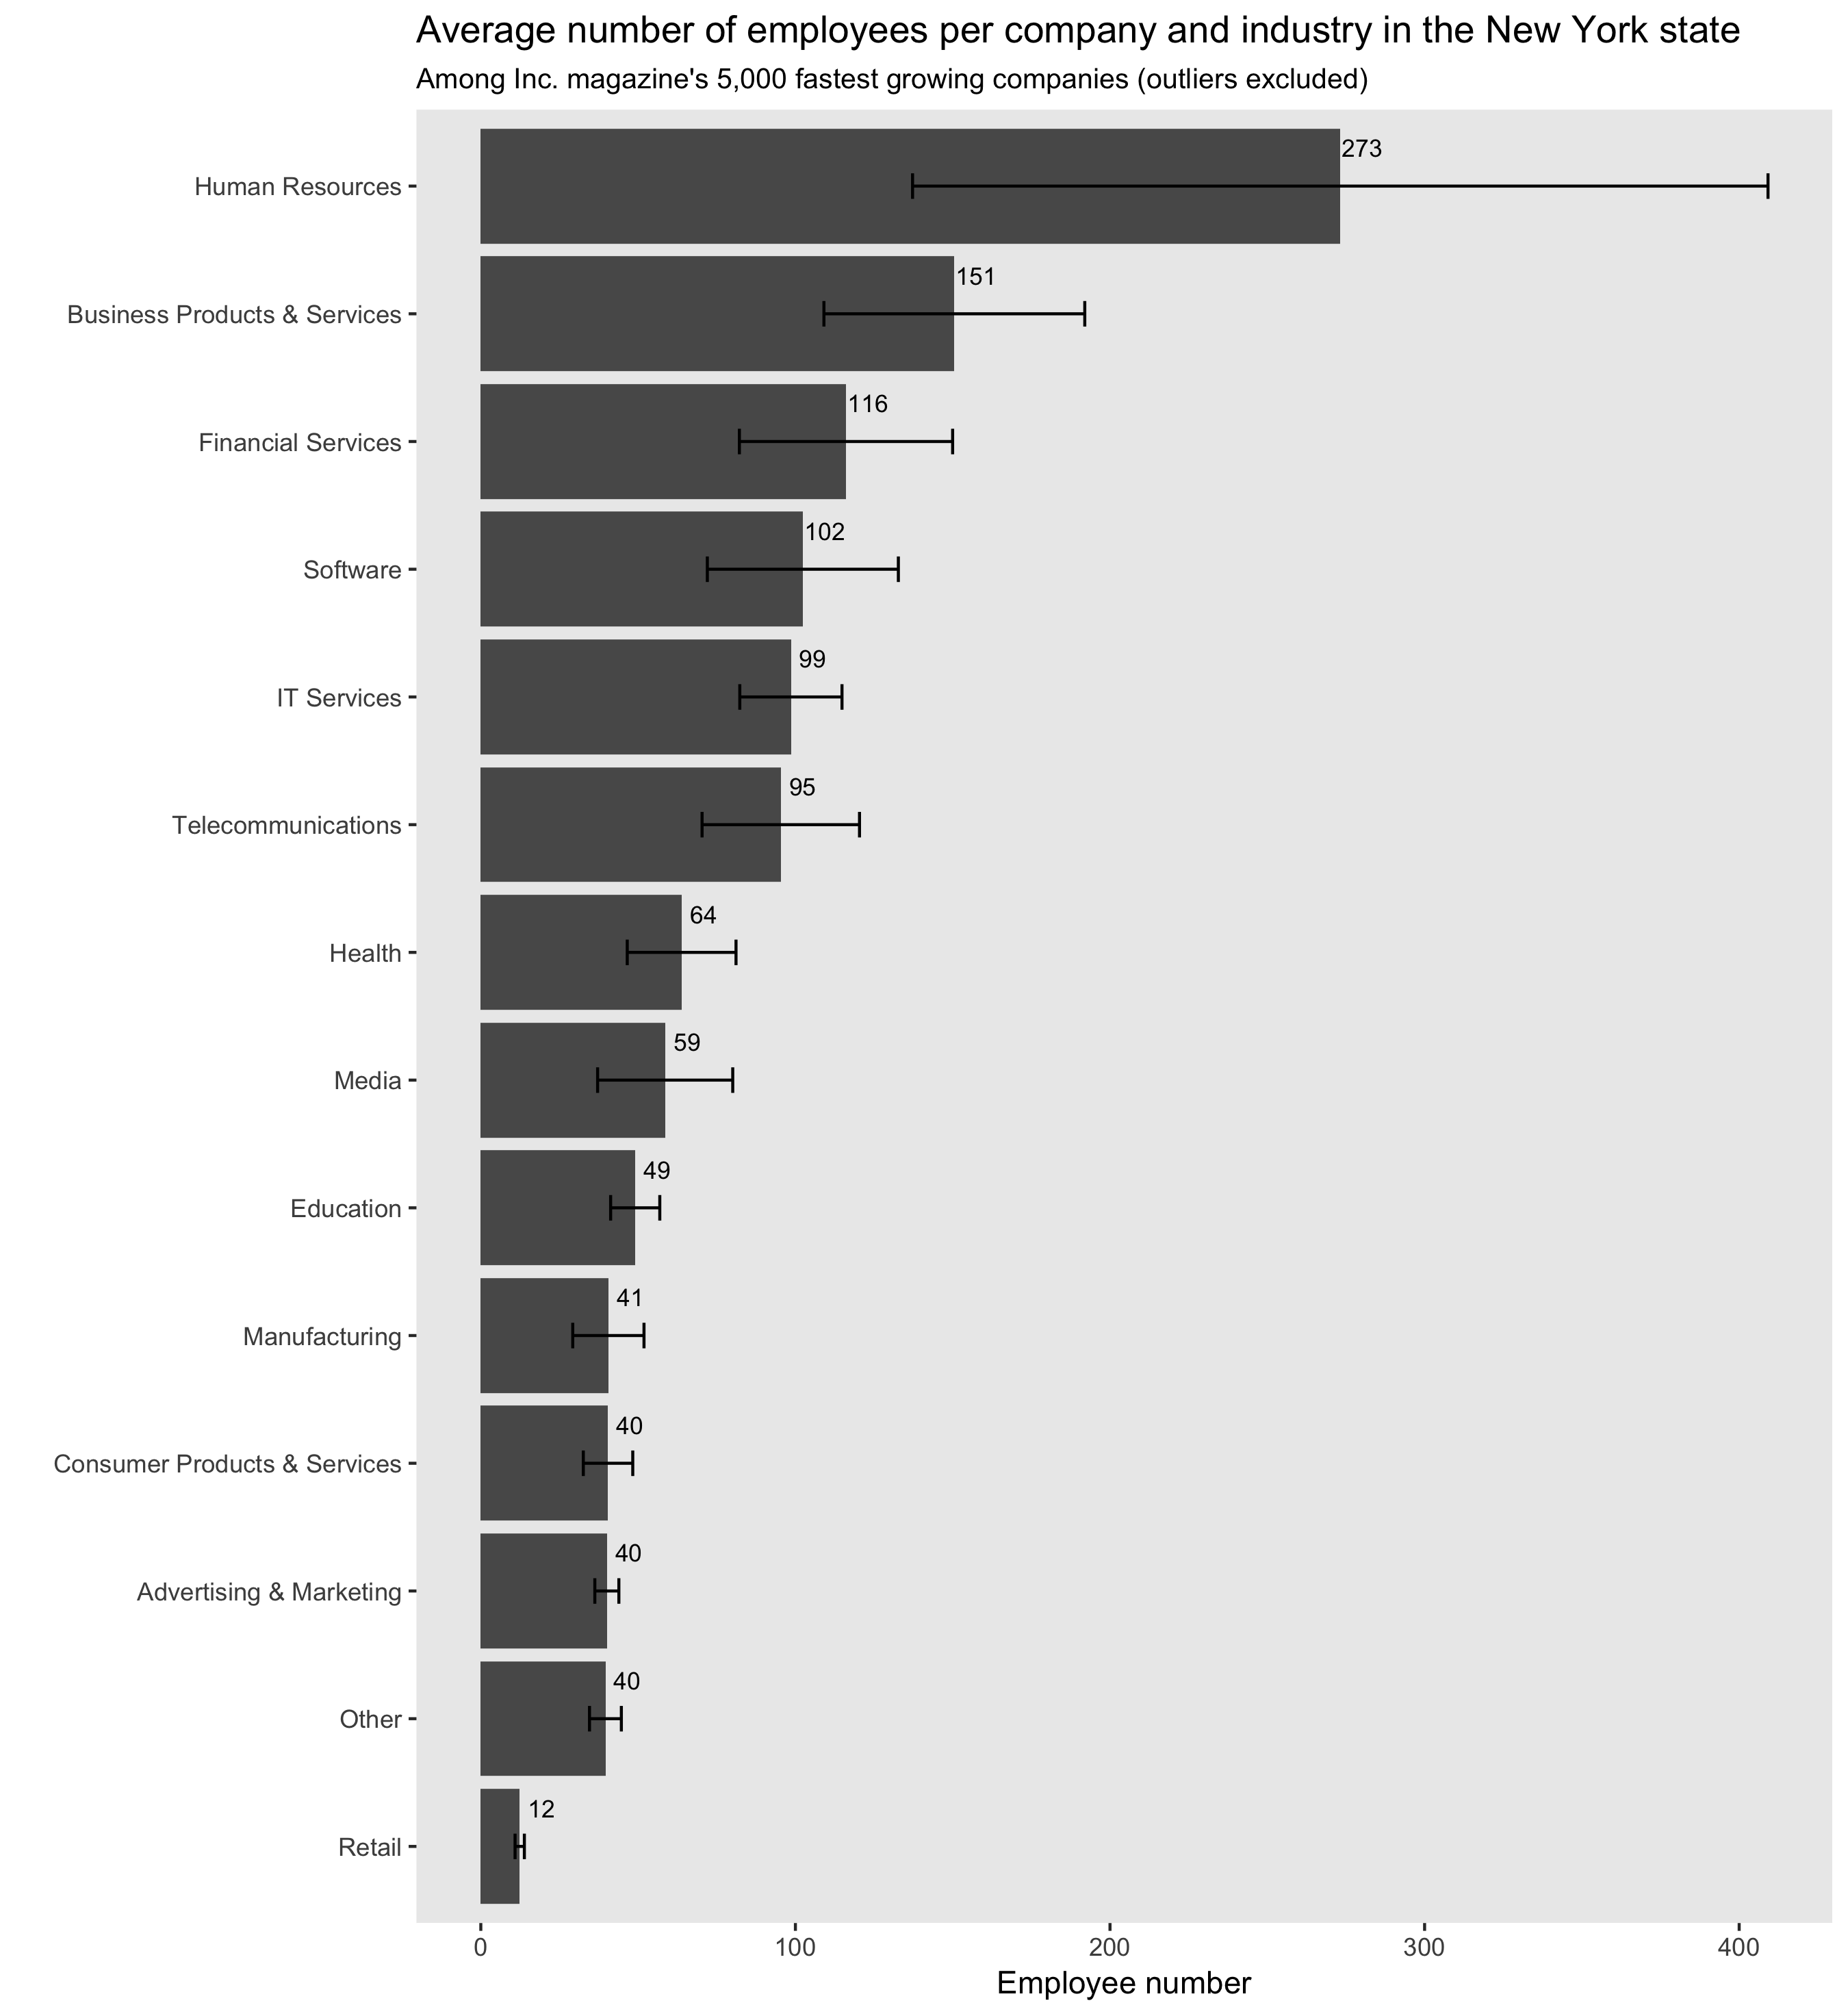 Average number of employees per company and industry in the New York state
Among Inc. magazine's 5,000 fastest growing companies (outliers excluded)
Human Resources 273
Business Products & Services 151
Financial Services 116
Software 102
IT Services 99
Telecommunications 95
Health 64
Media 59
Education 49
Manufacturing 41
Consumer Products & Services 40
Advertising & Marketing 40
Other 40
Retail 12
0 100 200 300 400
Employee number